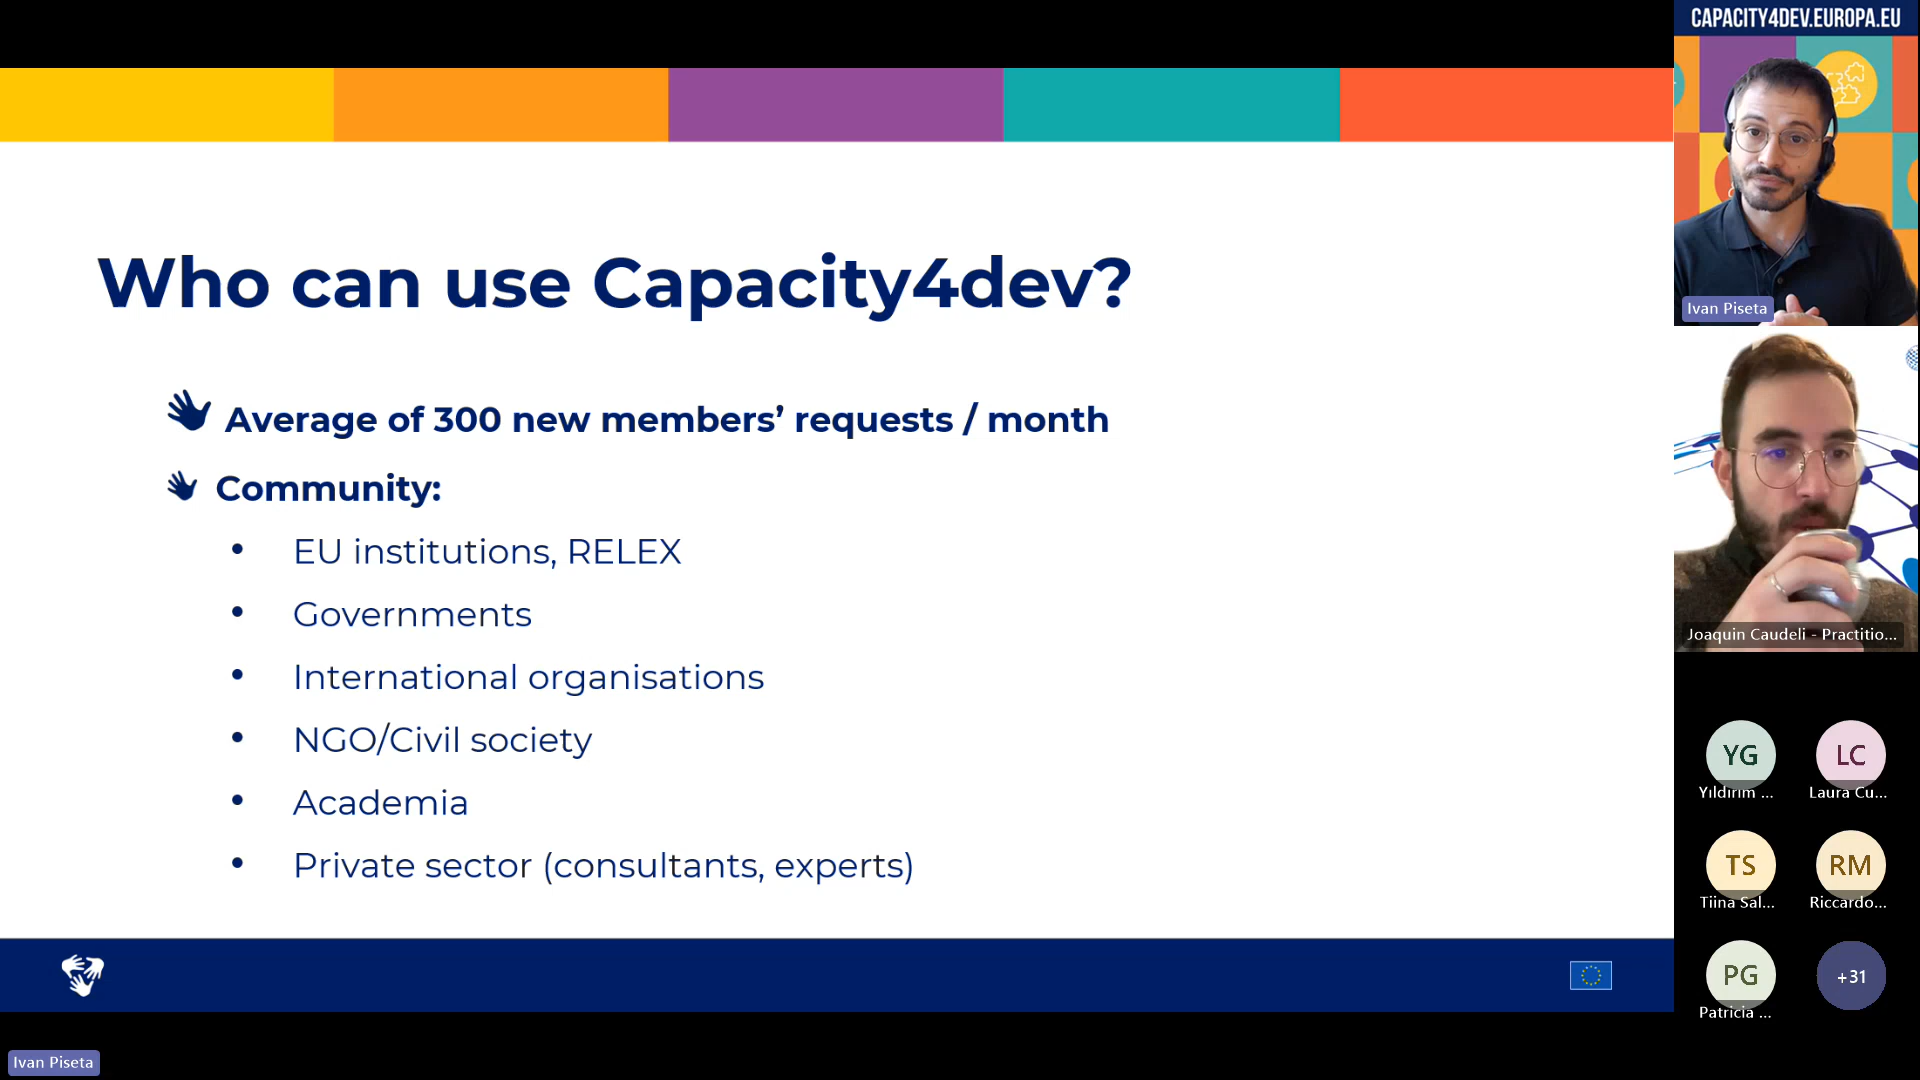 CAPACITY4DEV.EUROPA.EU
Who can use Capacity4dev?
Average of 300 new members’ requests / month
Community:
• EU institutions, RELEX
• Governments
• International organisations
• NGO/Civil society
• Academia
• Private sector (consultants, experts)
Ivan Piseta
Joaquin Caudeli - Practitio...
YG
Yıldırım ...
LC
Laura Cu...
TS
Tiina Sal...
RM
Riccardo...
PG
Patricia ...
+31
Ivan Piseta